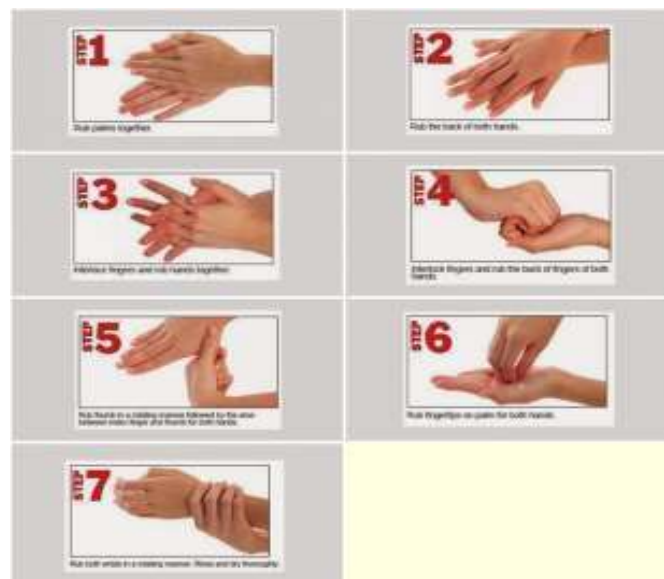 STEP 1
Rub palms together.
STEP 2
Rub the back of both hands.
STEP 3
Interlock fingers and rub hands together.
STEP 4
Interlock fingers and rub the back of fingers of both
hands.
STEP 5
Rub thumb in a rotating manner followed by the area
between index finger and thumb for both hands.
STEP 6
Rub fingertips on palm for both hands.
STEP 7
Rub both wrists in a rotating manner. Rinse and dry thoroughly.